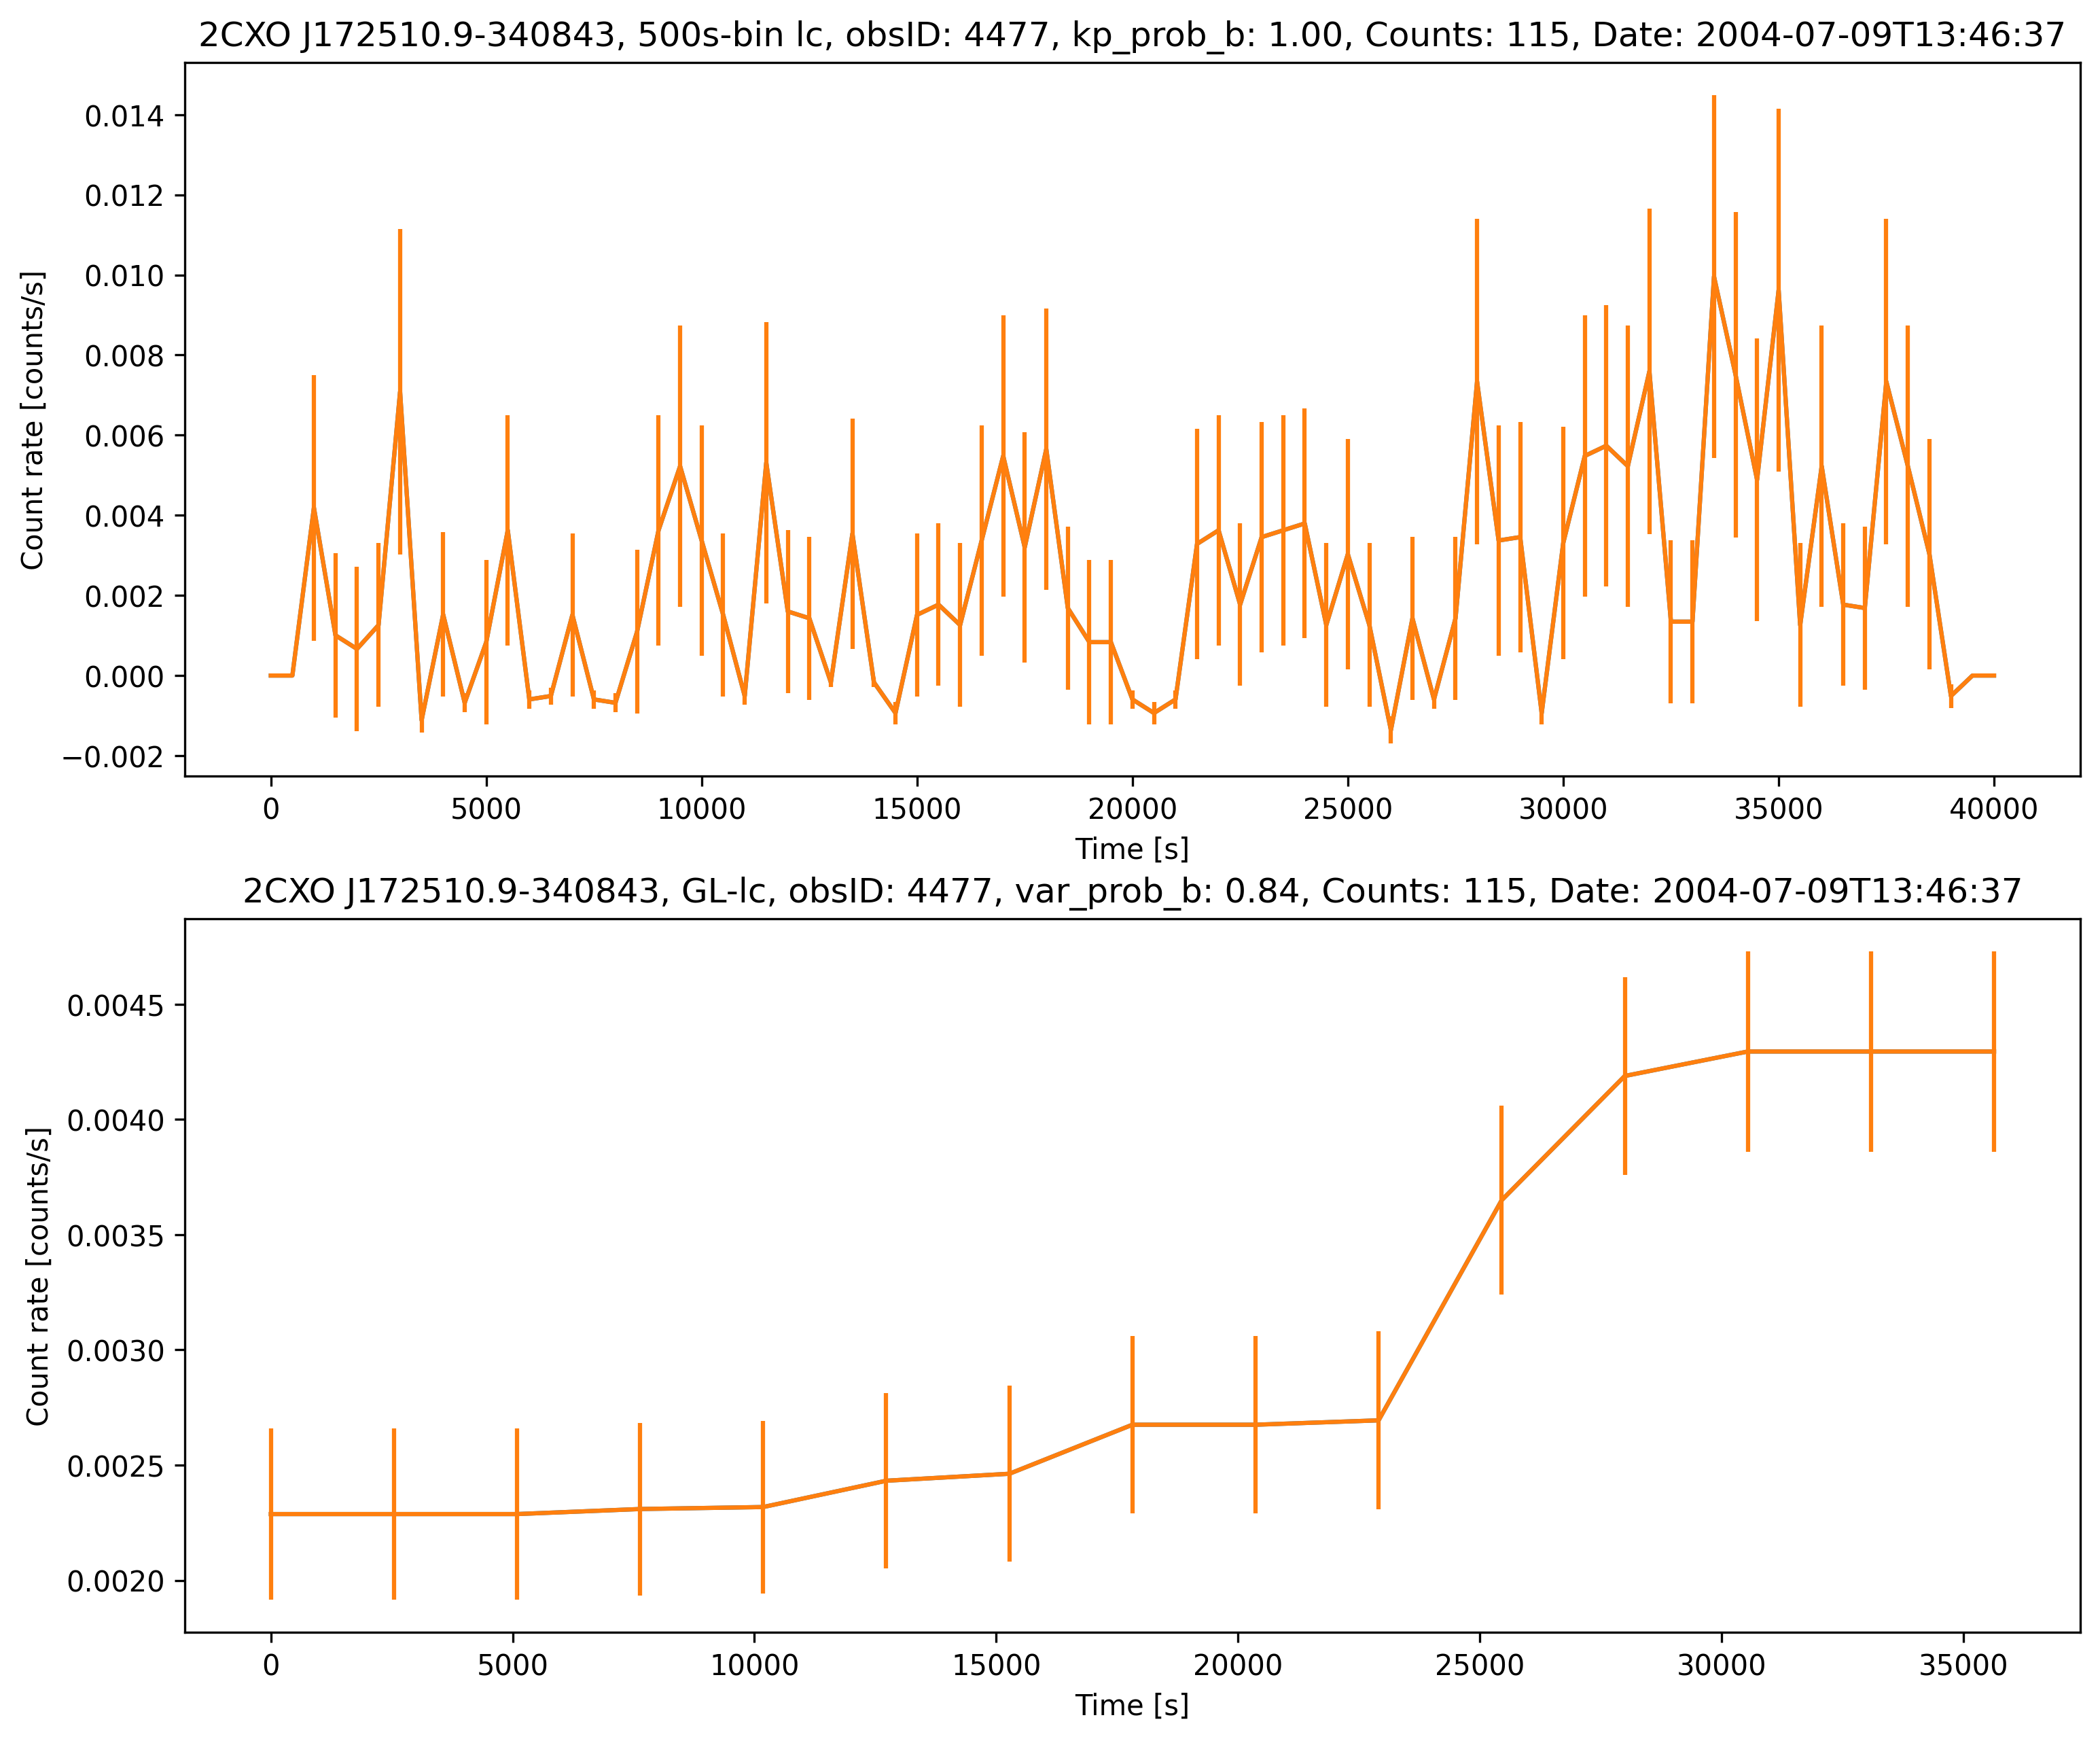 2CXO J172510.9-340843, 500s-bin lc, obsID: 4477, kp_prob_b: 1.00, Counts: 115, Date: 2004-07-09T13:46:37
Count rate [counts/s]
0.014
0.012
0.010
0.008
0.006
0.004
0.002
0.000
−0.002
0 5000 10000 15000 20000 25000 30000 35000 40000
Time [s]
2CXO J172510.9-340843, GL-lc, obsID: 4477, var_prob_b: 0.84, Counts: 115, Date: 2004-07-09T13:46:37
Count rate [counts/s]
0.0045
0.0040
0.0035
0.0030
0.0025
0.0020
0 5000 10000 15000 20000 25000 30000 35000
Time [s]